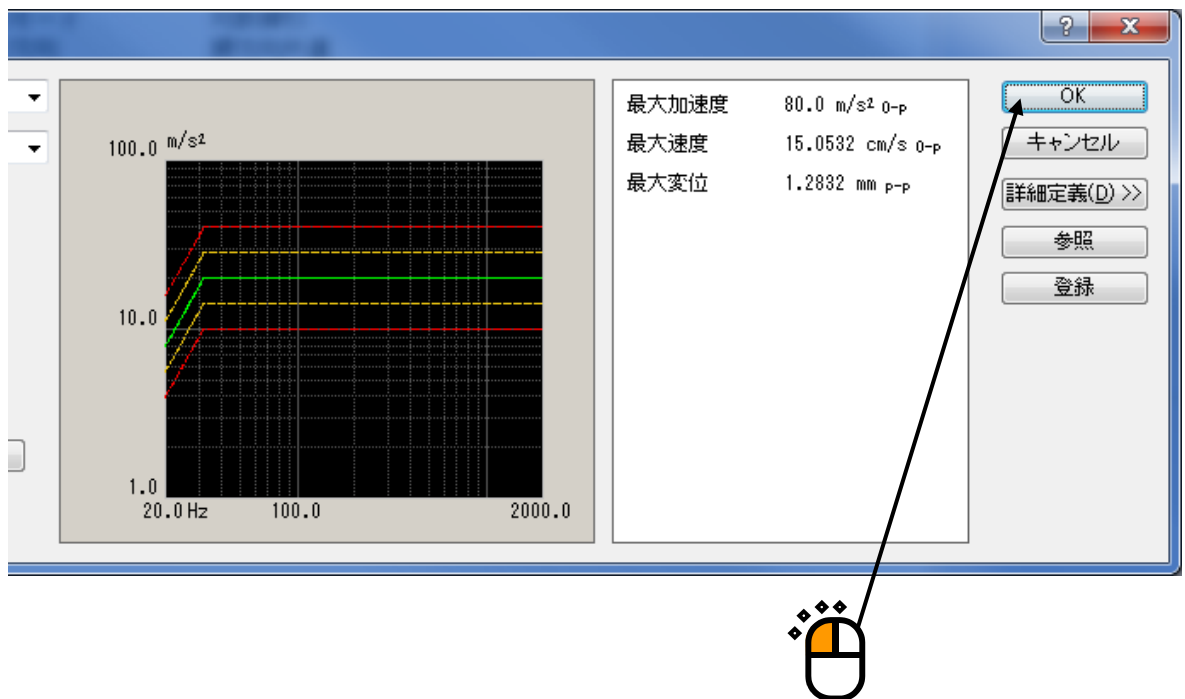 ?
X
100.0 m/s²
10.0
1.0
20.0 Hz 100.0 2000.0
最大加速度 80.0 m/s² 0-p
最大速度 15.0532 cm/s 0-p
最大変位 1.2832 mm p-p
OK
キャンセル
詳細定義(D) >>
参照
登録